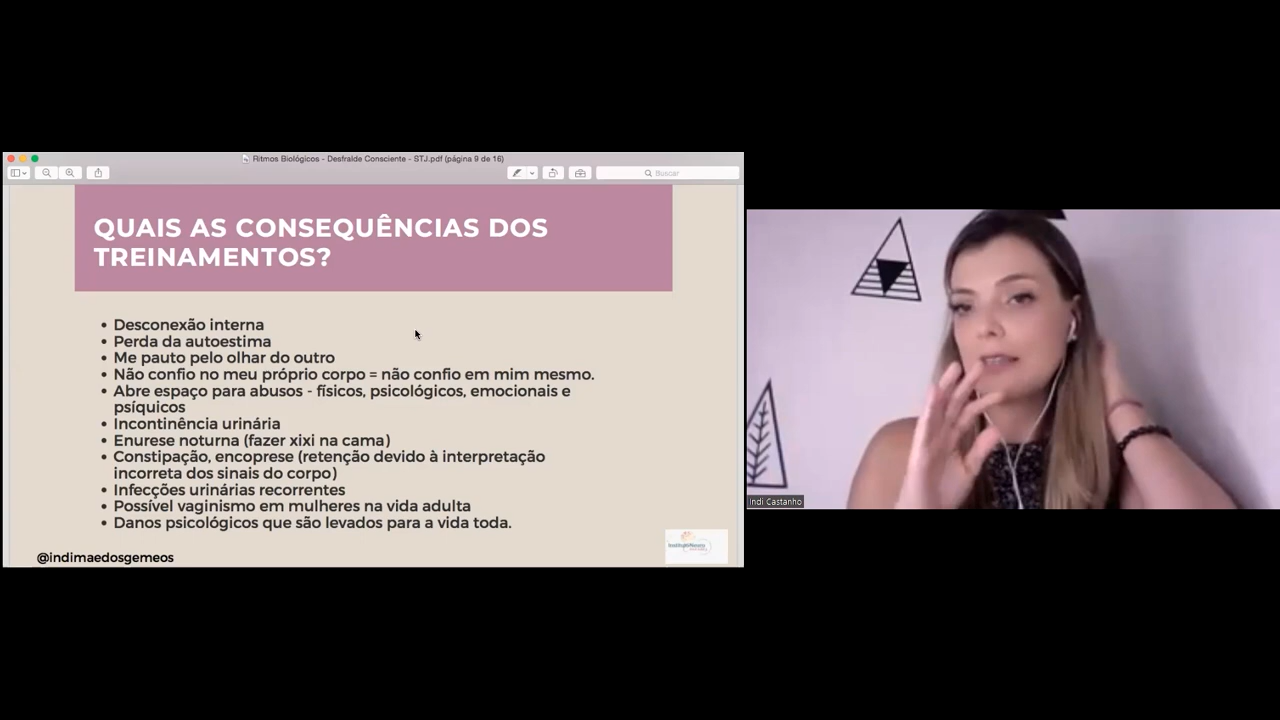 Ritmos Biológicos - Desfralde Consciente - STJ.pdf (página 9 de 16)
Buscar
QUAIS AS CONSEQUÊNCIAS DOS
TREINAMENTOS?
• Desconexão interna
• Perda da autoestima
• Me pauto pelo olhar do outro
• Não confio no meu próprio corpo = não confio em mim mesmo.
• Abre espaço para abusos - físicos, psicológicos, emocionais e
psíquicos
• Incontinência urinária
• Enurese noturna (fazer xixi na cama)
• Constipação, encoprese (retenção devido à interpretação
incorreta dos sinais do corpo)
• Infecções urinárias recorrentes
• Possível vaginismo em mulheres na vida adulta
• Danos psicológicos que são levados para a vida toda.
@indimaedosgemeos
Indi Castanho